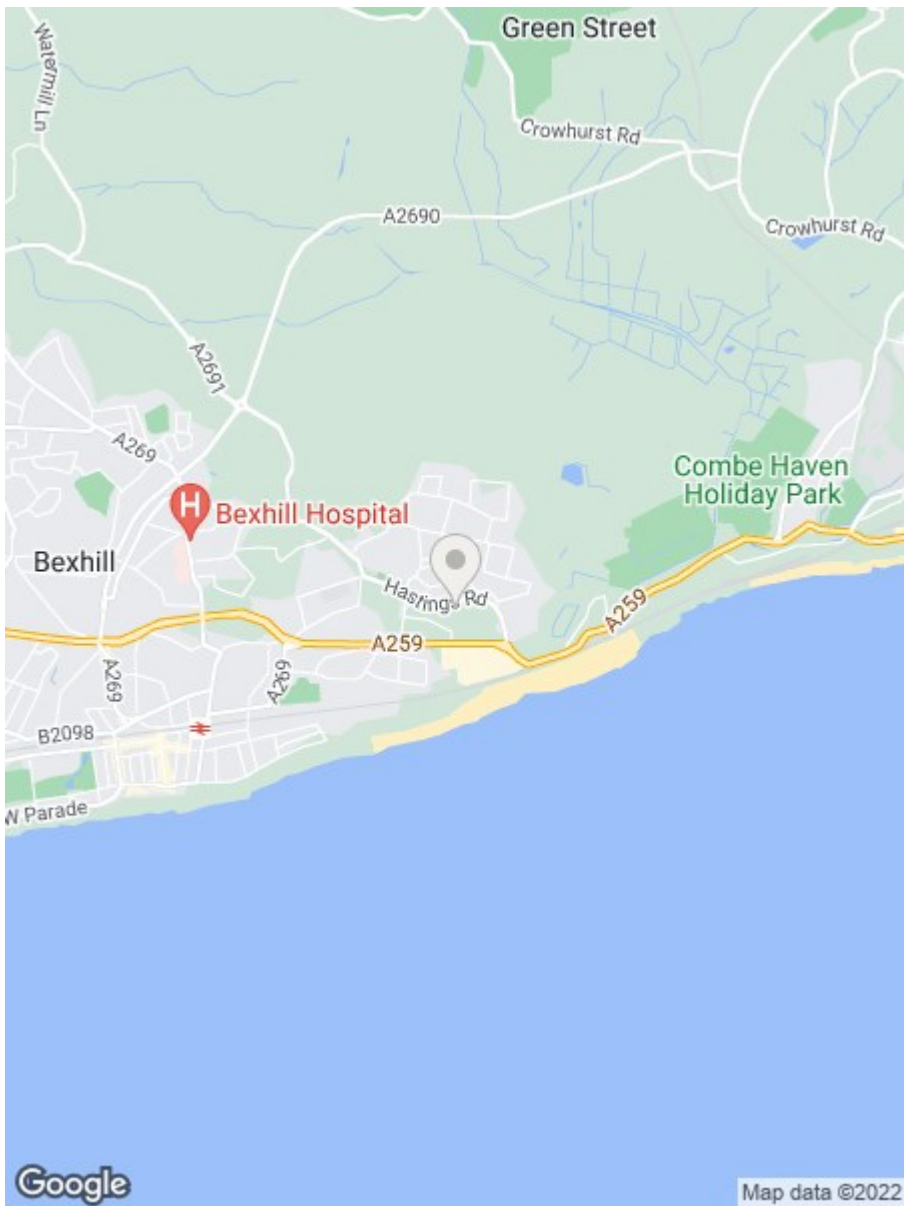 Green Street
Watermill Ln
Crowhurst Rd
A2690
Crowhurst Rd
A2691
A269
Combe Haven
Holiday Park
H
Bexhill Hospital
Bexhill
Hastings Rd
A259
A259
A269
A269
B2098
W Parade
Google
Map data ©2022